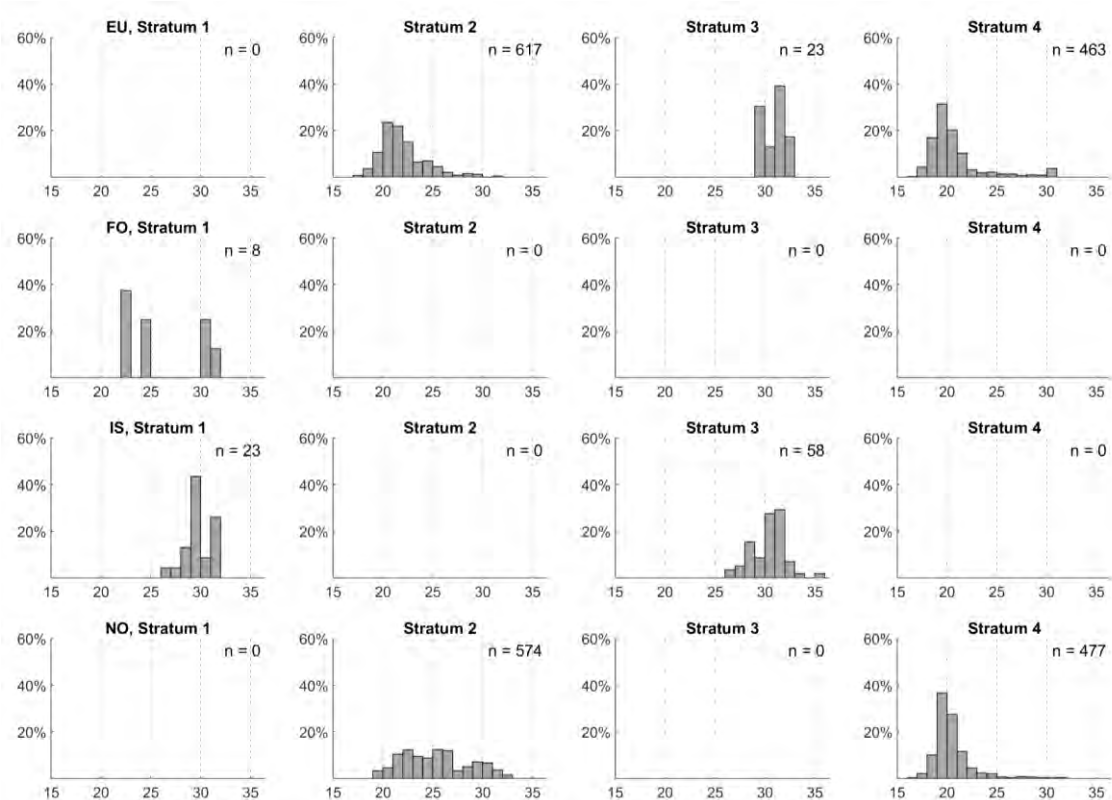 EU, Stratum 1 Stratum 2 Stratum 3 Stratum 4
60% 60% 60% 60%
n = 0 n = 617 n = 23 n = 463
40% 40% 40% 40%
20% 20% 20% 20%
15 20 25 30 35 15 20 25 30 35 15 20 25 30 35 15 20 25 30 35
FO, Stratum 1 Stratum 2 Stratum 3 Stratum 4
60% 60% 60% 60%
n = 8 n = 0 n = 0 n = 0
40% 40% 40% 40%
20% 20% 20% 20%
15 20 25 30 35 15 20 25 30 35 15 20 25 30 35 15 20 25 30 35
IS, Stratum 1 Stratum 2 Stratum 3 Stratum 4
60% 60% 60% 60%
n = 23 n = 0 n = 58 n = 0
40% 40% 40% 40%
20% 20% 20% 20%
15 20 25 30 35 15 20 25 30 35 15 20 25 30 35 15 20 25 30 35
NO, Stratum 1 Stratum 2 Stratum 3 Stratum 4
60% 60% 60% 60%
n = 0 n = 574 n = 0 n = 477
40% 40% 40% 40%
20% 20% 20% 20%
15 20 25 30 35 15 20 25 30 35 15 20 25 30 35 15 20 25 30 35